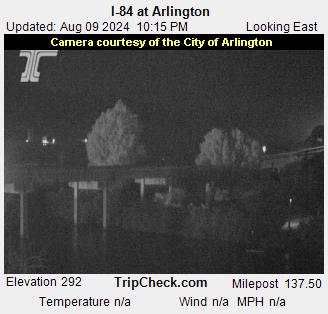 I-84 at Arlington
Updated: Aug 09 2024 10:15 PM Looking East
Camera courtesy of the City of Arlington
Elevation 292 TripCheck.com Milepost 137.50
Temperature n/a Wind n/a MPH n/a